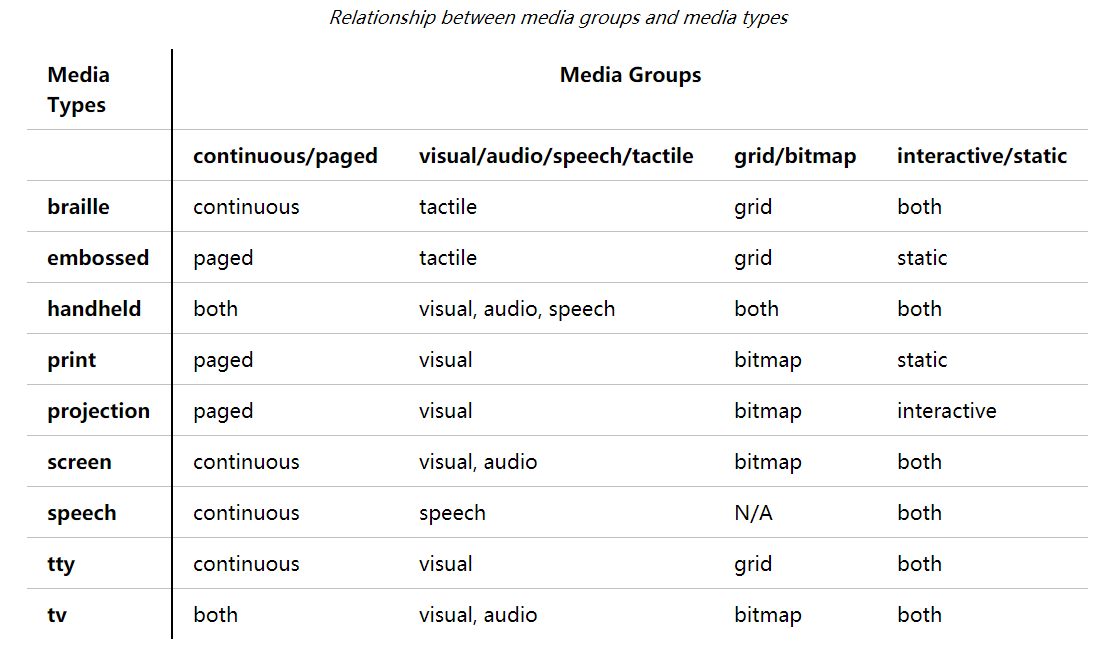 Relationship between media groups and media types
Media Types Media Groups
continuous/paged visual/audio/speech/tactile grid/bitmap interactive/static
braille continuous tactile grid both
embossed paged tactile grid static
handheld both visual, audio, speech both both
print paged visual bitmap static
projection paged visual bitmap interactive
screen continuous visual, audio bitmap both
speech continuous speech N/A both
tty continuous visual grid both
tv both visual, audio bitmap both